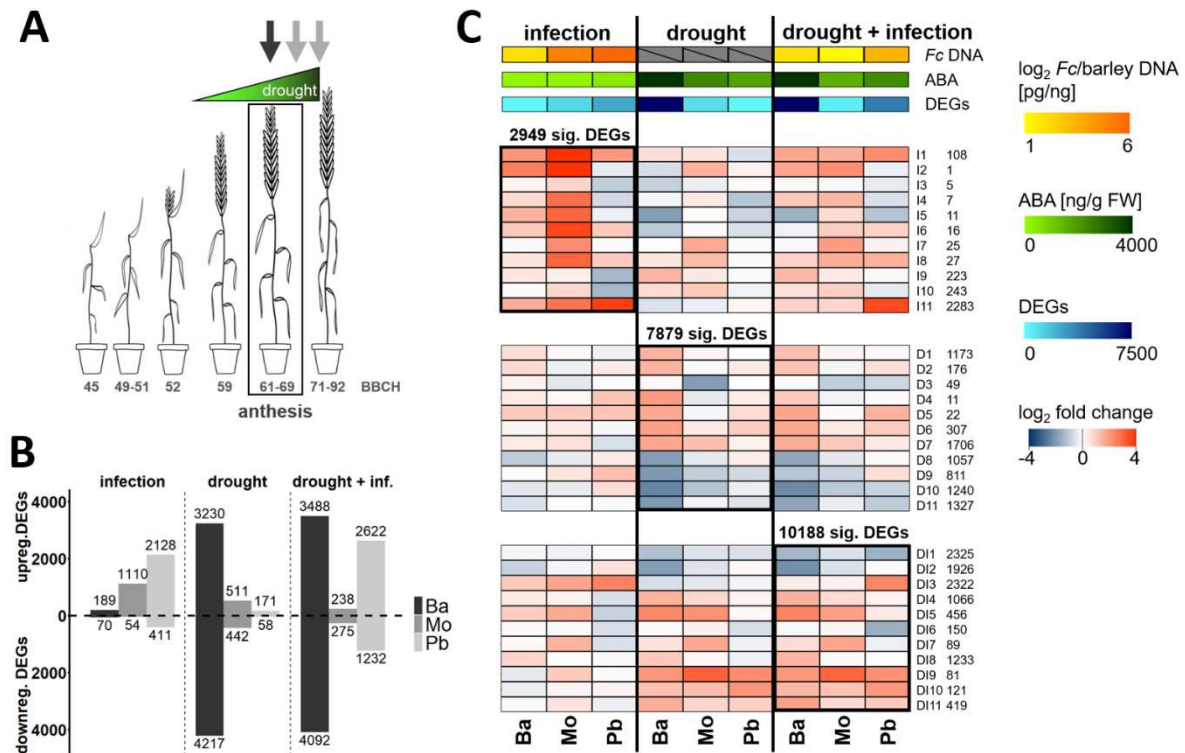 A
drought
45 49-51 52 59 61-69 71-92 BBCH
anthesis
B
infection drought drought + inf.
upreg.DEGs
downreg. DEGs
4000
2000
0
2000
4000
189 1110 2128
70 54 411
3230 511 171
4217 442 58
3488 238 2622
4092 275 1232
Ba
Mo
Pb
C
infection drought drought + infection
Fc DNA
ABA
DEGs
2949 sig. DEGs
I1 108
I2 1
I3 5
I4 7
I5 11
I6 16
I7 25
I8 27
I9 223
I10 243
I11 2283
7879 sig. DEGs
D1 1173
D2 176
D3 49
D4 11
D5 22
D6 307
D7 1706
D8 1057
D9 811
D10 1240
D11 1327
10188 sig. DEGs
DI1 2325
DI2 1926
DI3 2322
DI4 1066
DI5 456
DI6 150
DI7 89
DI8 1233
DI9 81
DI10 121
DI11 419
Ba Mo Pb Ba Mo Pb Ba Mo Pb
log2 Fc/barley DNA
[pg/ng]
1 6
ABA [ng/g FW]
0 4000
DEGs
0 7500
log2 fold change
-4 0 4